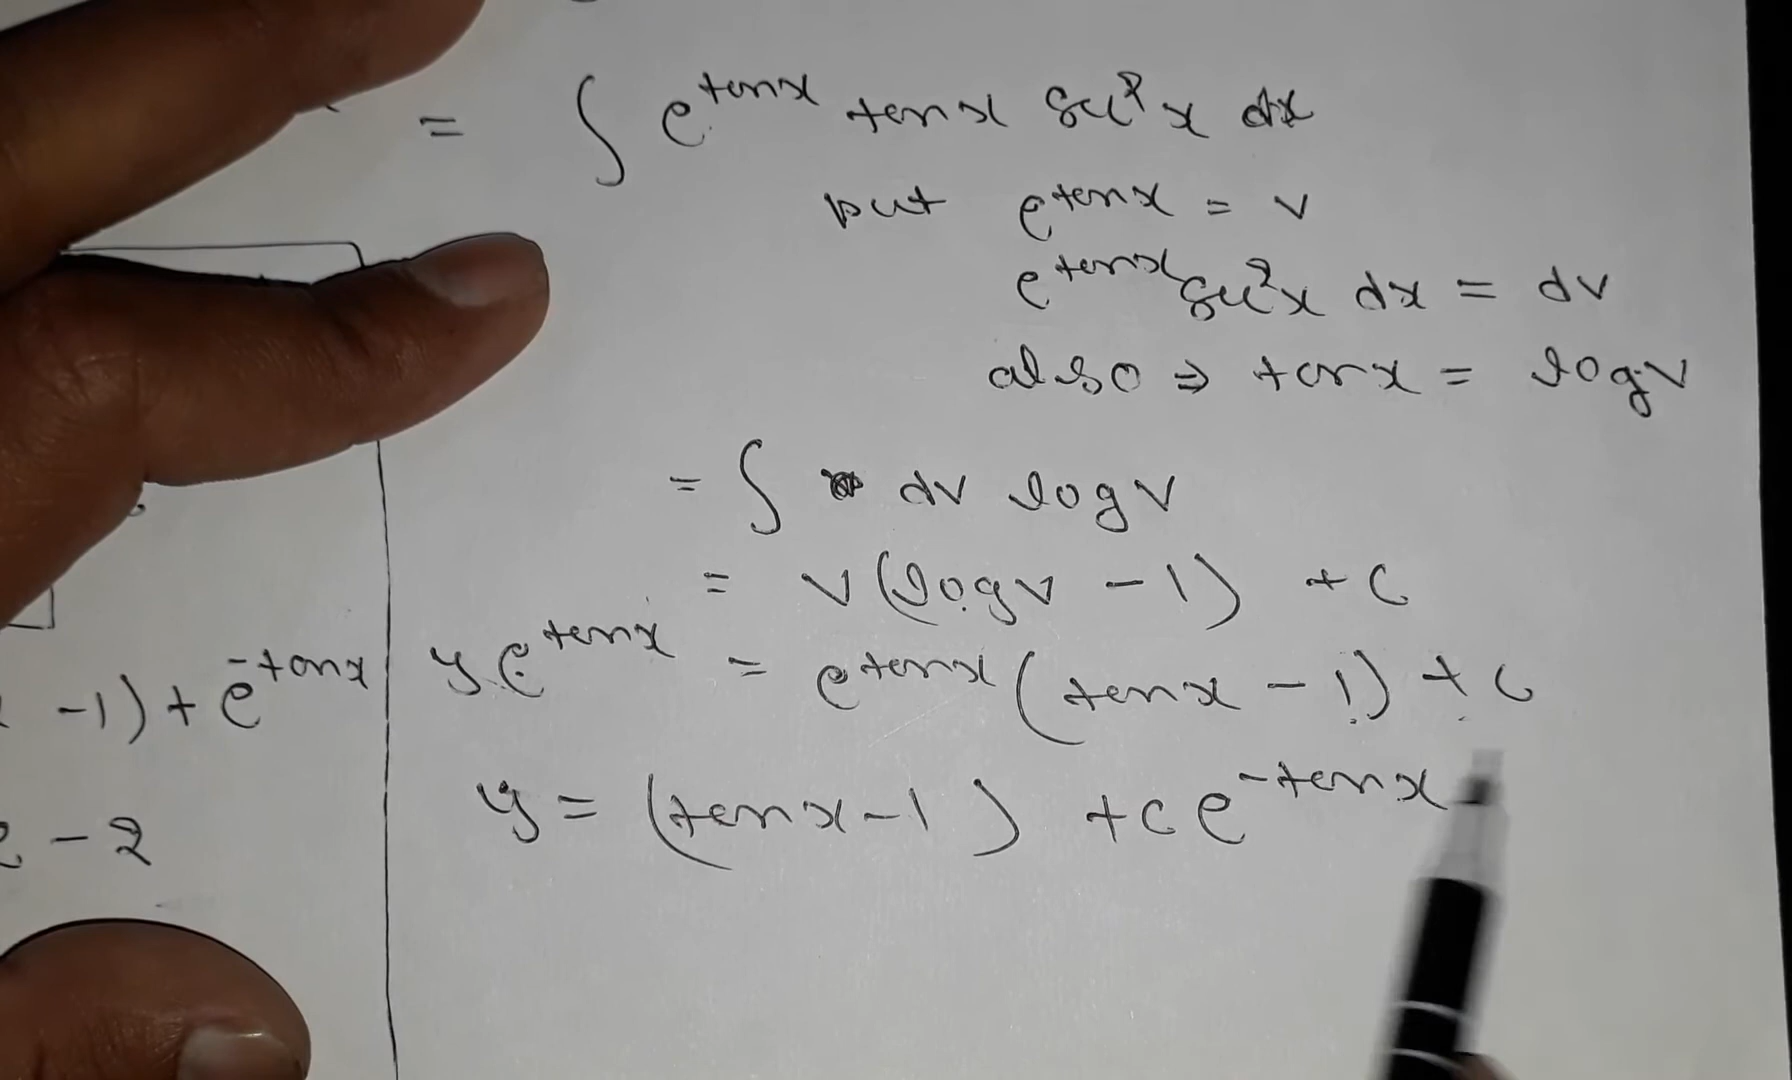 = ∫ e^tanx tanx sec²x dx
put e^tanx = v
e^tanx sec²x dx = dv
also ⇒ tanx = logv
= ∫ dv logv
= v(logv - 1) + c
-1) + e^-tanx
y e^tanx = e^tanx (tanx - 1) + c
y = (tanx - 1) + c e^-tanx
- 2